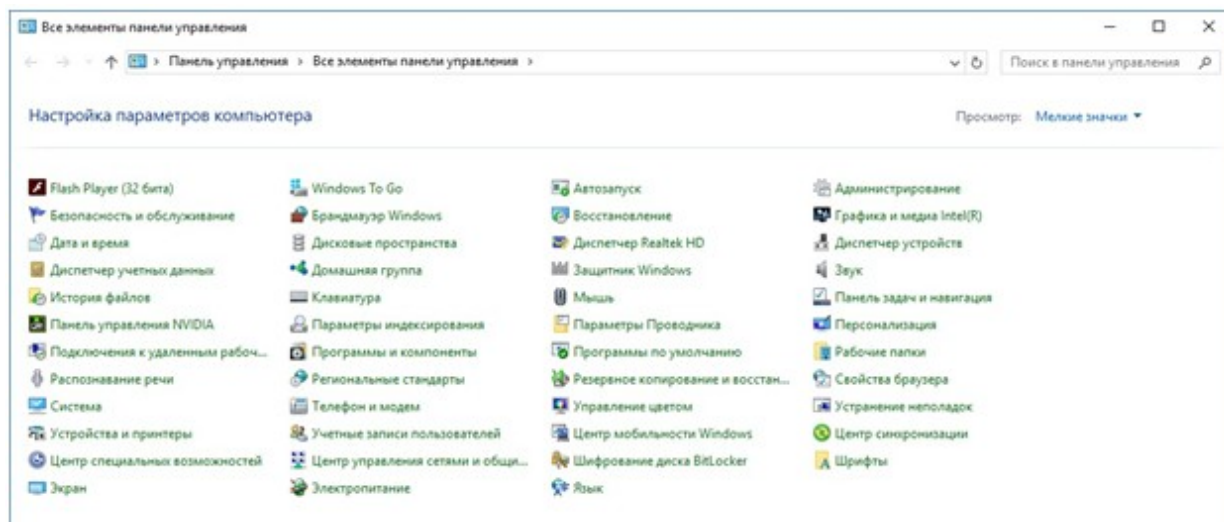 Все элементы панели управления
Панель управления > Все элементы панели управления >
Поиск в панели управления
Настройка параметров компьютера
Просмотр: Мелкие значки
Flash Player (32 бита) Windows To Go Автозапуск Администрирование
Безопасность и обслуживание Брандмауэр Windows Восстановление Графика и медиа Intel(R)
Дата и время Дисковые пространства Диспетчер Realtek HD Диспетчер устройств
Диспетчер учетных данных Домашняя группа Защитник Windows Звук
История файлов Клавиатура Мышь Панель задач и навигация
Панель управления NVIDIA Параметры индексирования Параметры Проводника Персонализация
Подключения к удаленным рабоч... Программы и компоненты Программы по умолчанию Рабочие папки
Распознавание речи Региональные стандарты Резервное копирование и восстан... Свойства браузера
Система Телефон и модем Управление цветом Устранение неполадок
Устройства и принтеры Учетные записи пользователей Центр мобильности Windows Центр синхронизации
Центр специальных возможностей Центр управления сетями и общи... Шифрование диска BitLocker Шрифты
Экран Электропитание Язык